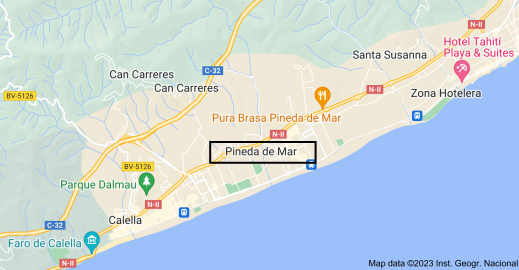 Hotel Tahití
Playa & Suites
Santa Susanna
C-32
Can Carreres
Can Carreres
BV-5126
Zona Hotelera
N-II
Pura Brasa Pineda de Mar
N-II
Pineda de Mar
BV-5126
Parque Dalmau
N-II
Calella
C-32
Faro de Calella
N-II
Map data ©2023 Inst. Geogr. Nacional